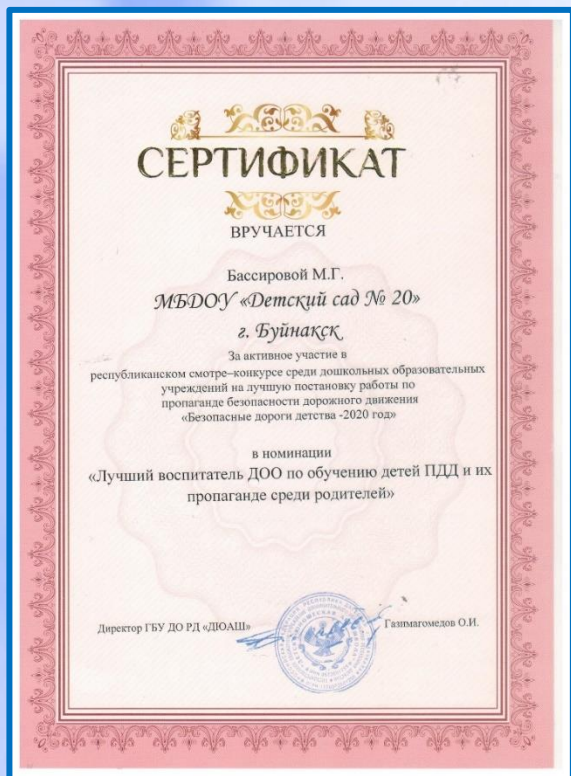 СЕРТИФИКАТ
ВРУЧАЕТСЯ
Бассировой М.Г.
МБДОУ «Детский сад № 20»
г. Буйнакск
За активное участие в
республиканском смотре–конкурсе среди дошкольных образовательных
учреждений на лучшую постановку работы по
пропаганде безопасности дорожного движения
«Безопасные дороги детства -2020 год»
в номинации
«Лучший воспитатель ДОО по обучению детей ПДД и их
пропаганде среди родителей»
Директор ГБУ ДО РД «ДЮАШ» Газимагомедов О.И.